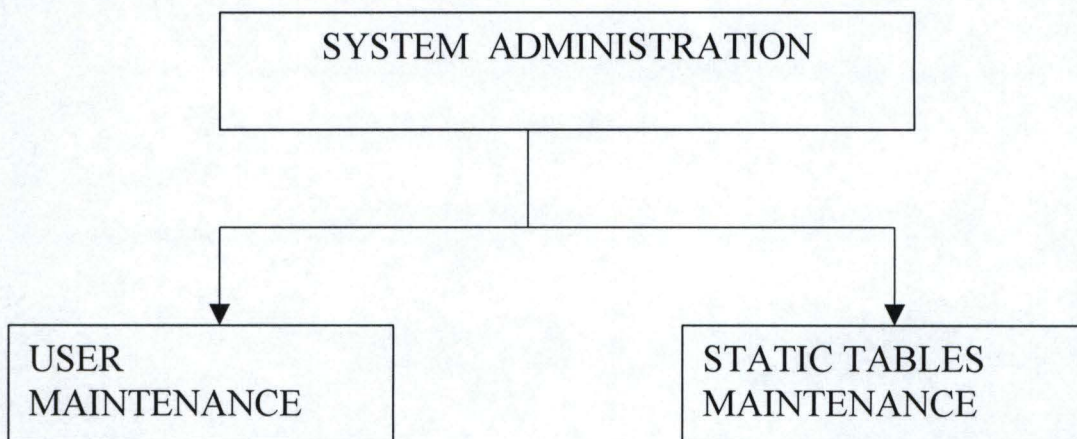 SYSTEM ADMINISTRATION
USER
MAINTENANCE
STATIC TABLES
MAINTENANCE